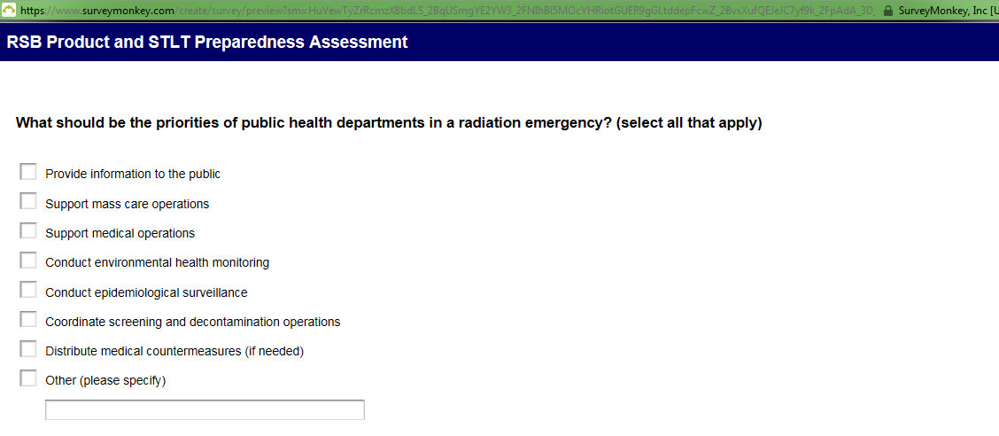 https://www.surveymonkey.com/create/survey/preview?sm= SurveyMonkey, Inc [U
RSB Product and STLT Preparedness Assessment
What should be the priorities of public health departments in a radiation emergency? (select all that apply)
Provide information to the public
Support mass care operations
Support medical operations
Conduct environmental health monitoring
Conduct epidemiological surveillance
Coordinate screening and decontamination operations
Distribute medical countermeasures (if needed)
Other (please specify)